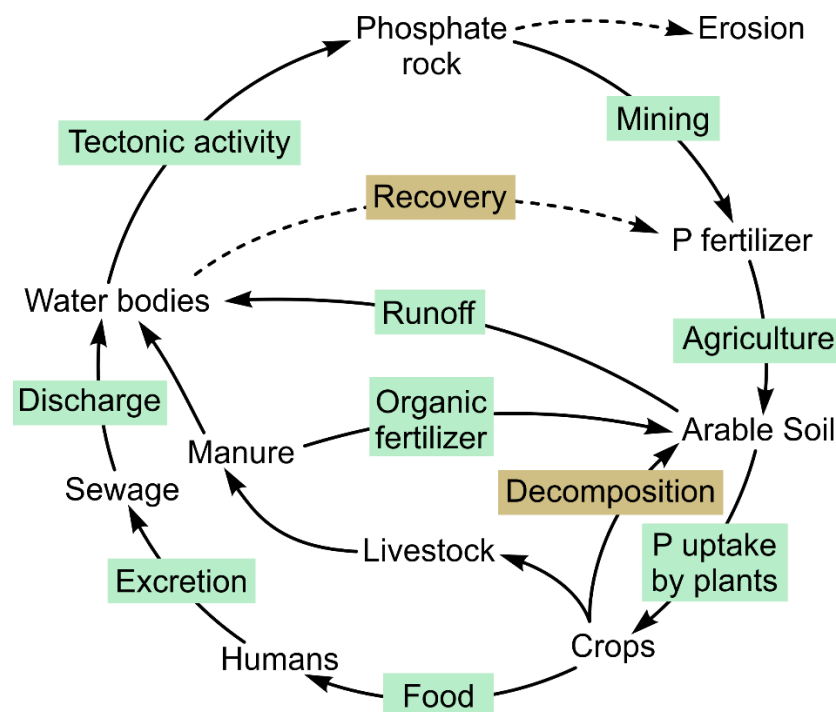 Phosphate
rock
Erosion
Mining
Tectonic activity
Recovery
P fertilizer
Water bodies
Runoff
Agriculture
Discharge
Organic
fertilizer
Arable Soil
Manure
Sewage
Decomposition
P uptake
by plants
Livestock
Excretion
Crops
Humans
Food